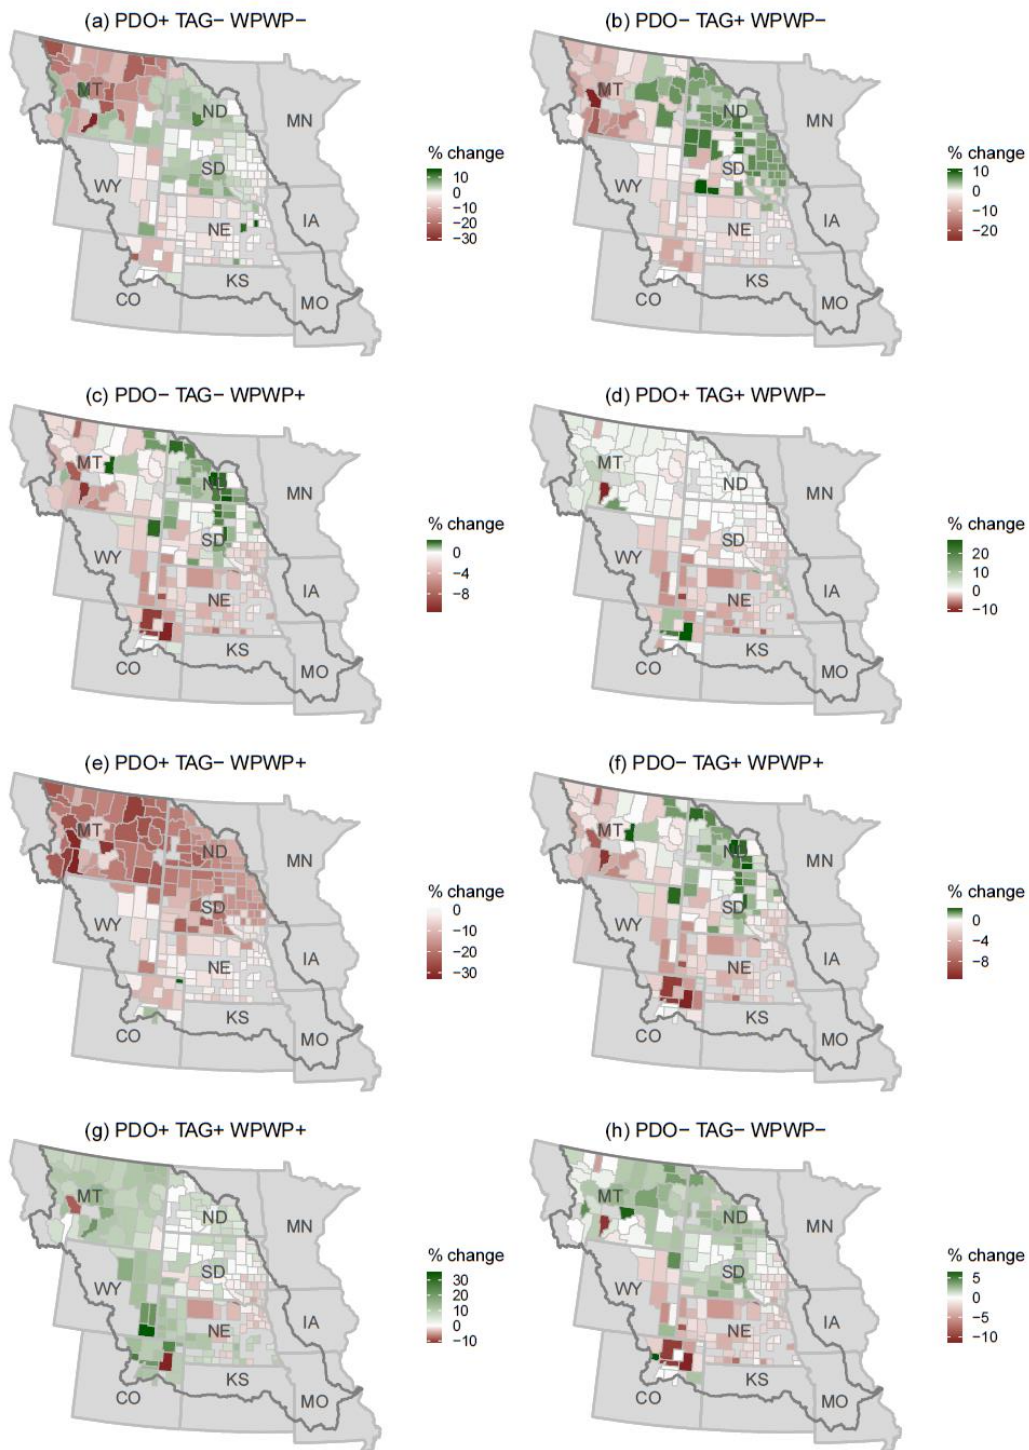 (a) PDO+ TAG− WPWP−
MT
ND
MN
SD
WY
IA
NE
KS
CO
MO
% change
10
0
−10
−20
−30
(b) PDO− TAG+ WPWP−
MT
ND
MN
SD
WY
IA
NE
KS
CO
MO
% change
10
0
−10
−20
(c) PDO− TAG− WPWP+
MT
ND
MN
SD
WY
IA
NE
KS
CO
MO
% change
0
−4
−8
(d) PDO+ TAG+ WPWP−
MT
ND
MN
SD
WY
IA
NE
KS
CO
MO
% change
20
10
0
−10
(e) PDO+ TAG− WPWP+
MT
ND
MN
SD
WY
IA
NE
KS
CO
MO
% change
0
−10
−20
−30
(f) PDO− TAG+ WPWP+
MT
ND
MN
SD
WY
IA
NE
KS
CO
MO
% change
0
−4
−8
(g) PDO+ TAG+ WPWP+
MT
ND
MN
SD
WY
IA
NE
KS
CO
MO
% change
30
20
10
0
−10
(h) PDO− TAG− WPWP−
MT
ND
MN
SD
WY
IA
NE
KS
CO
MO
% change
5
0
−5
−10